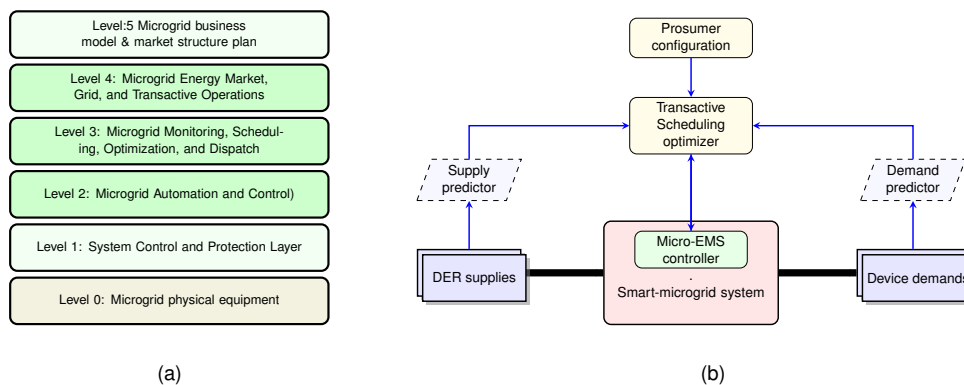 Level:5 Microgrid business
model & market structure plan
Level 4: Microgrid Energy Market,
Grid, and Transactive Operations
Level 3: Microgrid Monitoring, Schedul-
ing, Optimization, and Dispatch
Level 2: Microgrid Automation and Control)
Level 1: System Control and Protection Layer
Level 0: Microgrid physical equipment
(a)
Prosumer
configuration
Transactive
Scheduling
optimizer
Supply
predictor
Demand
predictor
Micro-EMS
controller
.
Smart-microgrid system
DER supplies
Device demands
(b)